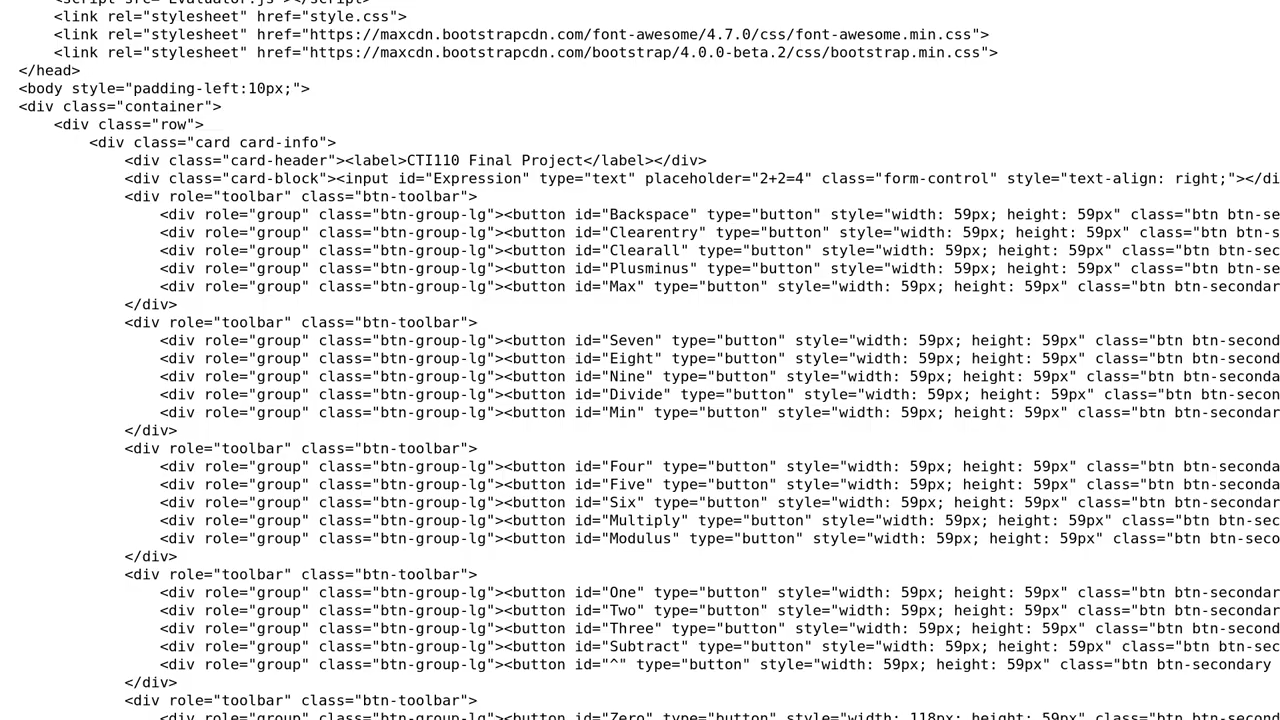 <script src="Evaluator.js"></script>
<link rel="stylesheet" href="style.css">
<link rel="stylesheet" href="https://maxcdn.bootstrapcdn.com/font-awesome/4.7.0/css/font-awesome.min.css">
<link rel="stylesheet" href="https://maxcdn.bootstrapcdn.com/bootstrap/4.0.0-beta.2/css/bootstrap.min.css">
</head>
<body style="padding-left:10px;">
<div class="container">
<div class="row">
<div class="card card-info">
<div class="card-header"><label>CTI110 Final Project</label></div>
<div class="card-block"><input id="Expression" type="text" placeholder="2+2=4" class="form-control" style="text-align: right;"></di
<div role="toolbar" class="btn-toolbar">
<div role="group" class="btn-group-lg"><button id="Backspace" type="button" style="width: 59px; height: 59px" class="btn btn-se
<div role="group" class="btn-group-lg"><button id="Clearentry" type="button" style="width: 59px; height: 59px" class="btn btn-s
<div role="group" class="btn-group-lg"><button id="Clearall" type="button" style="width: 59px; height: 59px" class="btn btn-sec
<div role="group" class="btn-group-lg"><button id="Plusminus" type="button" style="width: 59px; height: 59px" class="btn btn-se
<div role="group" class="btn-group-lg"><button id="Max" type="button" style="width: 59px; height: 59px" class="btn btn-secondar
</div>
<div role="toolbar" class="btn-toolbar">
<div role="group" class="btn-group-lg"><button id="Seven" type="button" style="width: 59px; height: 59px" class="btn btn-second
<div role="group" class="btn-group-lg"><button id="Eight" type="button" style="width: 59px; height: 59px" class="btn btn-second
<div role="group" class="btn-group-lg"><button id="Nine" type="button" style="width: 59px; height: 59px" class="btn btn-seconda
<div role="group" class="btn-group-lg"><button id="Divide" type="button" style="width: 59px; height: 59px" class="btn btn-secon
<div role="group" class="btn-group-lg"><button id="Min" type="button" style="width: 59px; height: 59px" class="btn btn-secondar
</div>
<div role="toolbar" class="btn-toolbar">
<div role="group" class="btn-group-lg"><button id="Four" type="button" style="width: 59px; height: 59px" class="btn btn-seconda
<div role="group" class="btn-group-lg"><button id="Five" type="button" style="width: 59px; height: 59px" class="btn btn-seconda
<div role="group" class="btn-group-lg"><button id="Six" type="button" style="width: 59px; height: 59px" class="btn btn-secondar
<div role="group" class="btn-group-lg"><button id="Multiply" type="button" style="width: 59px; height: 59px" class="btn btn-sec
<div role="group" class="btn-group-lg"><button id="Modulus" type="button" style="width: 59px; height: 59px" class="btn btn-seco
</div>
<div role="toolbar" class="btn-toolbar">
<div role="group" class="btn-group-lg"><button id="One" type="button" style="width: 59px; height: 59px" class="btn btn-secondar
<div role="group" class="btn-group-lg"><button id="Two" type="button" style="width: 59px; height: 59px" class="btn btn-secondar
<div role="group" class="btn-group-lg"><button id="Three" type="button" style="width: 59px; height: 59px" class="btn btn-second
<div role="group" class="btn-group-lg"><button id="Subtract" type="button" style="width: 59px; height: 59px" class="btn btn-sec
<div role="group" class="btn-group-lg"><button id="^" type="button" style="width: 59px; height: 59px" class="btn btn-secondary
</div>
<div role="toolbar" class="btn-toolbar">
<div role="group" class="btn-group-lg"><button id="Zero" type="button" style="width: 118px; height: 59px" class="btn btn-seco